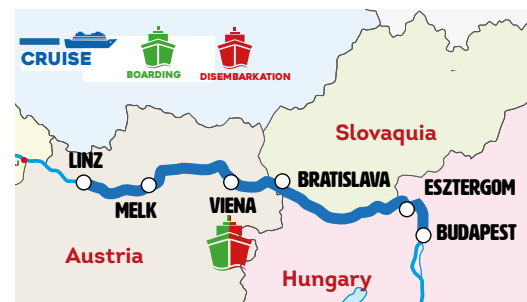 CRUISE
BOARDING
DISEMBARKATION
Slovaquia
LINZ
BRATISLAVA
ESZTERGOM
MELK
VIENA
BUDAPEST
Austria
Hungary